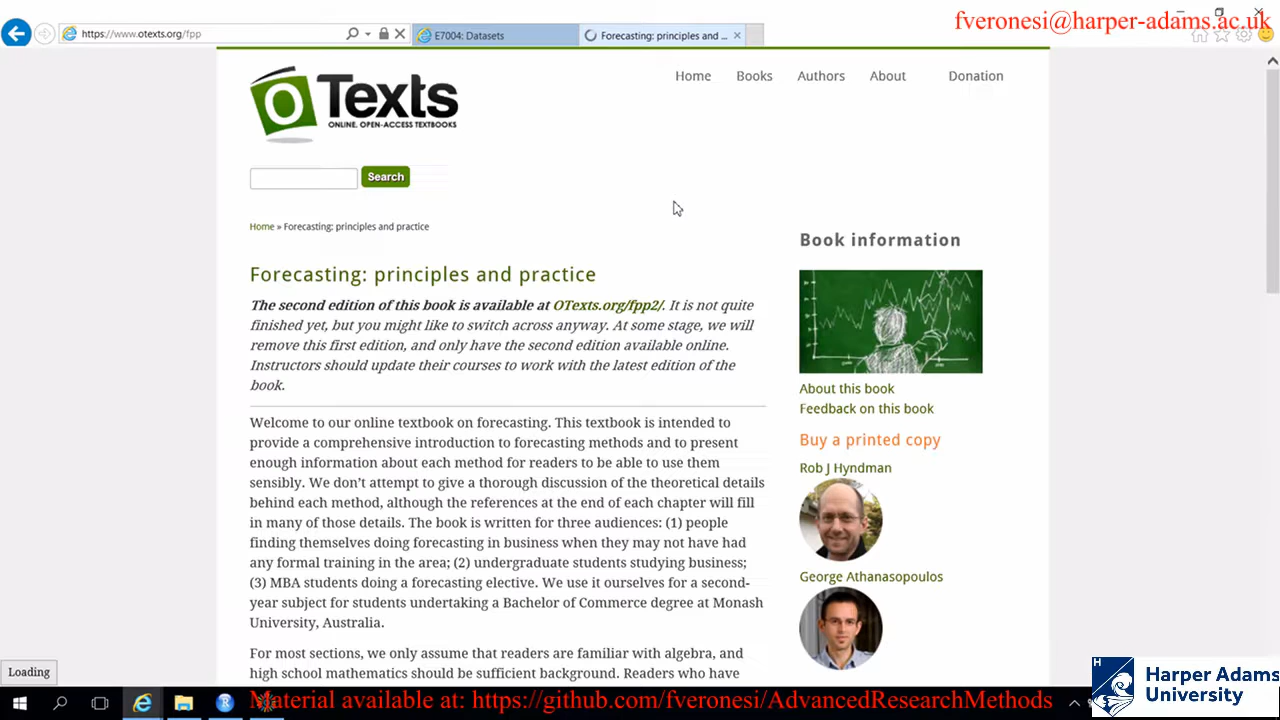 fveronesi@harper-adams.ac.uk
https://www.otexts.org/fpp
E7004: Datasets
Forecasting: principles and ...
OTexts
ONLINE, OPEN-ACCESS TEXTBOOKS
Home Books Authors About Donation
Search
Home » Forecasting: principles and practice
Forecasting: principles and practice
The second edition of this book is available at OTexts.org/fpp2/. It is not quite
finished yet, but you might like to switch across anyway. At some stage, we will
remove this first edition, and only have the second edition available online.
Instructors should update their courses to work with the latest edition of the
book.
Welcome to our online textbook on forecasting. This textbook is intended to
provide a comprehensive introduction to forecasting methods and to present
enough information about each method for readers to be able to use them
sensibly. We don't attempt to give a thorough discussion of the theoretical details
behind each method, although the references at the end of each chapter will fill
in many of those details. The book is written for three audiences: (1) people
finding themselves doing forecasting in business when they may not have had
any formal training in the area; (2) undergraduate students studying business;
(3) MBA students doing a forecasting elective. We use it ourselves for a second-
year subject for students undertaking a Bachelor of Commerce degree at Monash
University, Australia.
For most sections, we only assume that readers are familiar with algebra, and
high school mathematics should be sufficient background. Readers who have
Book information
About this book
Feedback on this book
Buy a printed copy
Rob J Hyndman
George Athanasopoulos
Loading
Material available at: https://github.com/fveronesi/AdvancedResearchMethods
Harper Adams
University